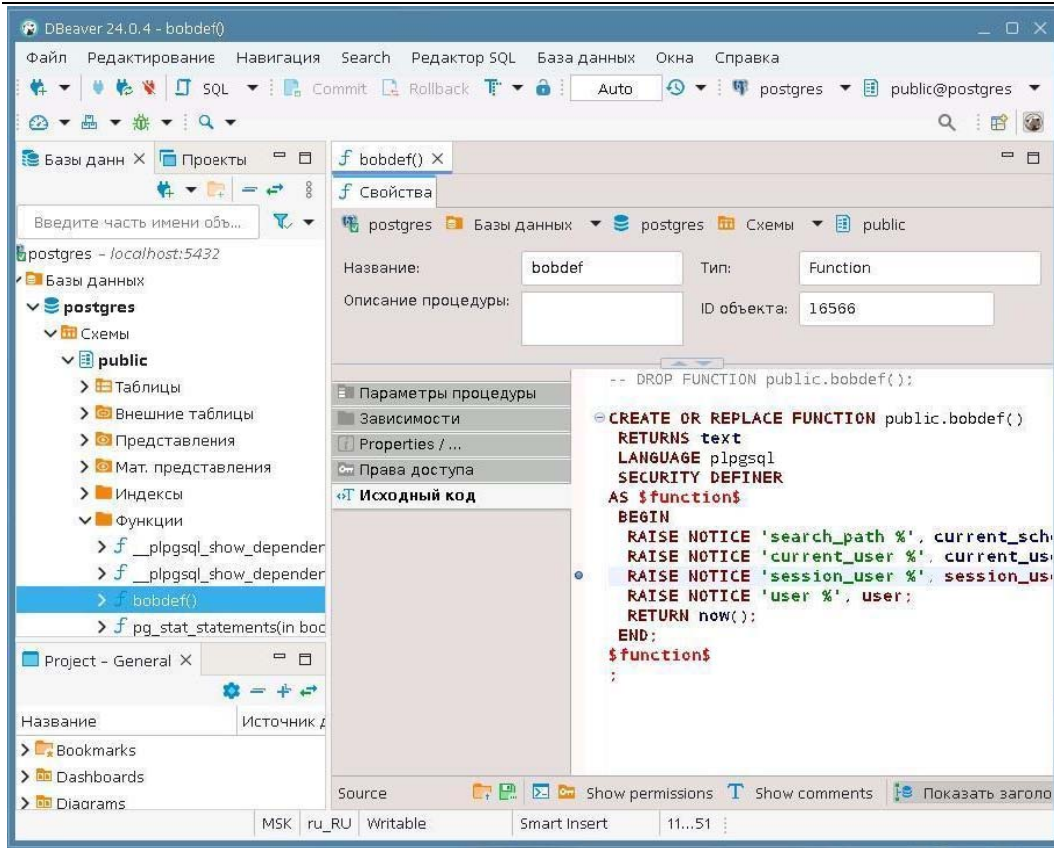 DBeaver 24.0.4 - bobdef()
Файл Редактирование Навигация Search Редактор SQL База данных Окна Справка
SQL Commit Rollback Auto postgres public@postgres
Базы данн Проекты
Введите часть имени объ...
postgres - localhost:5432
Базы данных
postgres
Схемы
public
Таблицы
Внешние таблицы
Представления
Мат. представления
Индексы
Функции
__plpgsql_show_dependen
__plpgsql_show_dependen
bobdef()
pg_stat_statements(in boo
Project - General
Название Источник д
Bookmarks
Dashboards
Diagrams
bobdef()
Свойства
postgres Базы данных postgres Схемы public
Название: bobdef Тип: Function
Описание процедуры: ID объекта: 16566
Параметры процедуры
Зависимости
Properties / ...
Права доступа
Исходный код
-- DROP FUNCTION public.bobdef();
CREATE OR REPLACE FUNCTION public.bobdef()
RETURNS text
LANGUAGE plpgsql
SECURITY DEFINER
AS $function$
BEGIN
RAISE NOTICE 'search_path %', current_sch
RAISE NOTICE 'current_user %', current_us
RAISE NOTICE 'session_user %', session_us
RAISE NOTICE 'user %', user;
RETURN now();
END;
$function$
;
Source Show permissions Show comments Показать заголо
MSK ru_RU Writable Smart Insert 11...51